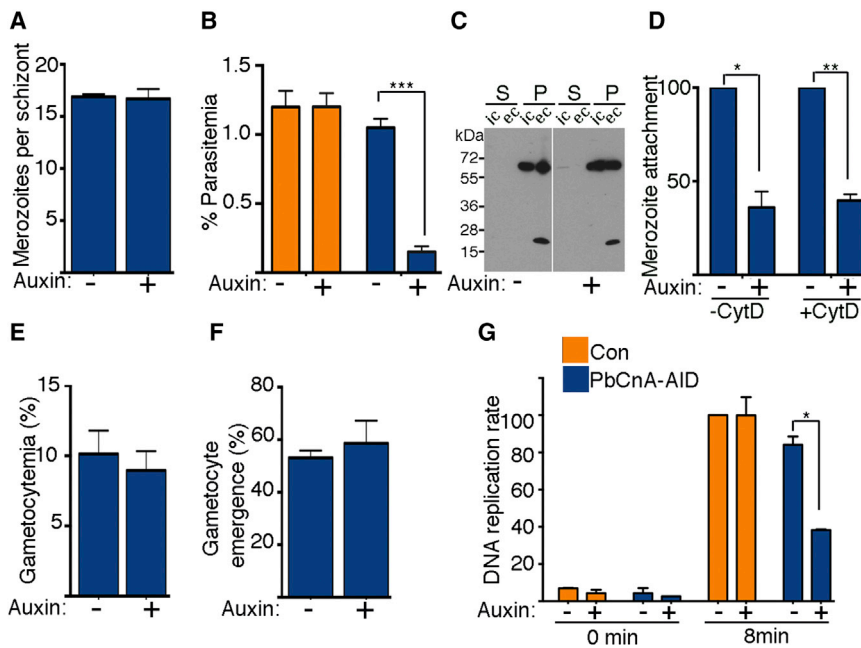 A
Merozoites per schizont
20
15
10
5
Auxin: - +
B
% Parasitemia
1.5
1.0
0.5
***
Auxin: - + - +
C
S P S P
ic ec ic ec ic ec ic ec
kDa
72
55
36
28
15
Auxin: - +
D
Merozoite attachment
100
50
* **
Auxin: - + - +
-CytD +CytD
E
Gametocytemia (%)
15
10
5
Auxin: - +
F
Gametocyte
emergence (%)
80
60
40
20
Auxin: - +
G
Con
PbCnA-AID
DNA replication rate
100
80
60
40
20
*
Auxin: - + - + - + - +
0 min 8min